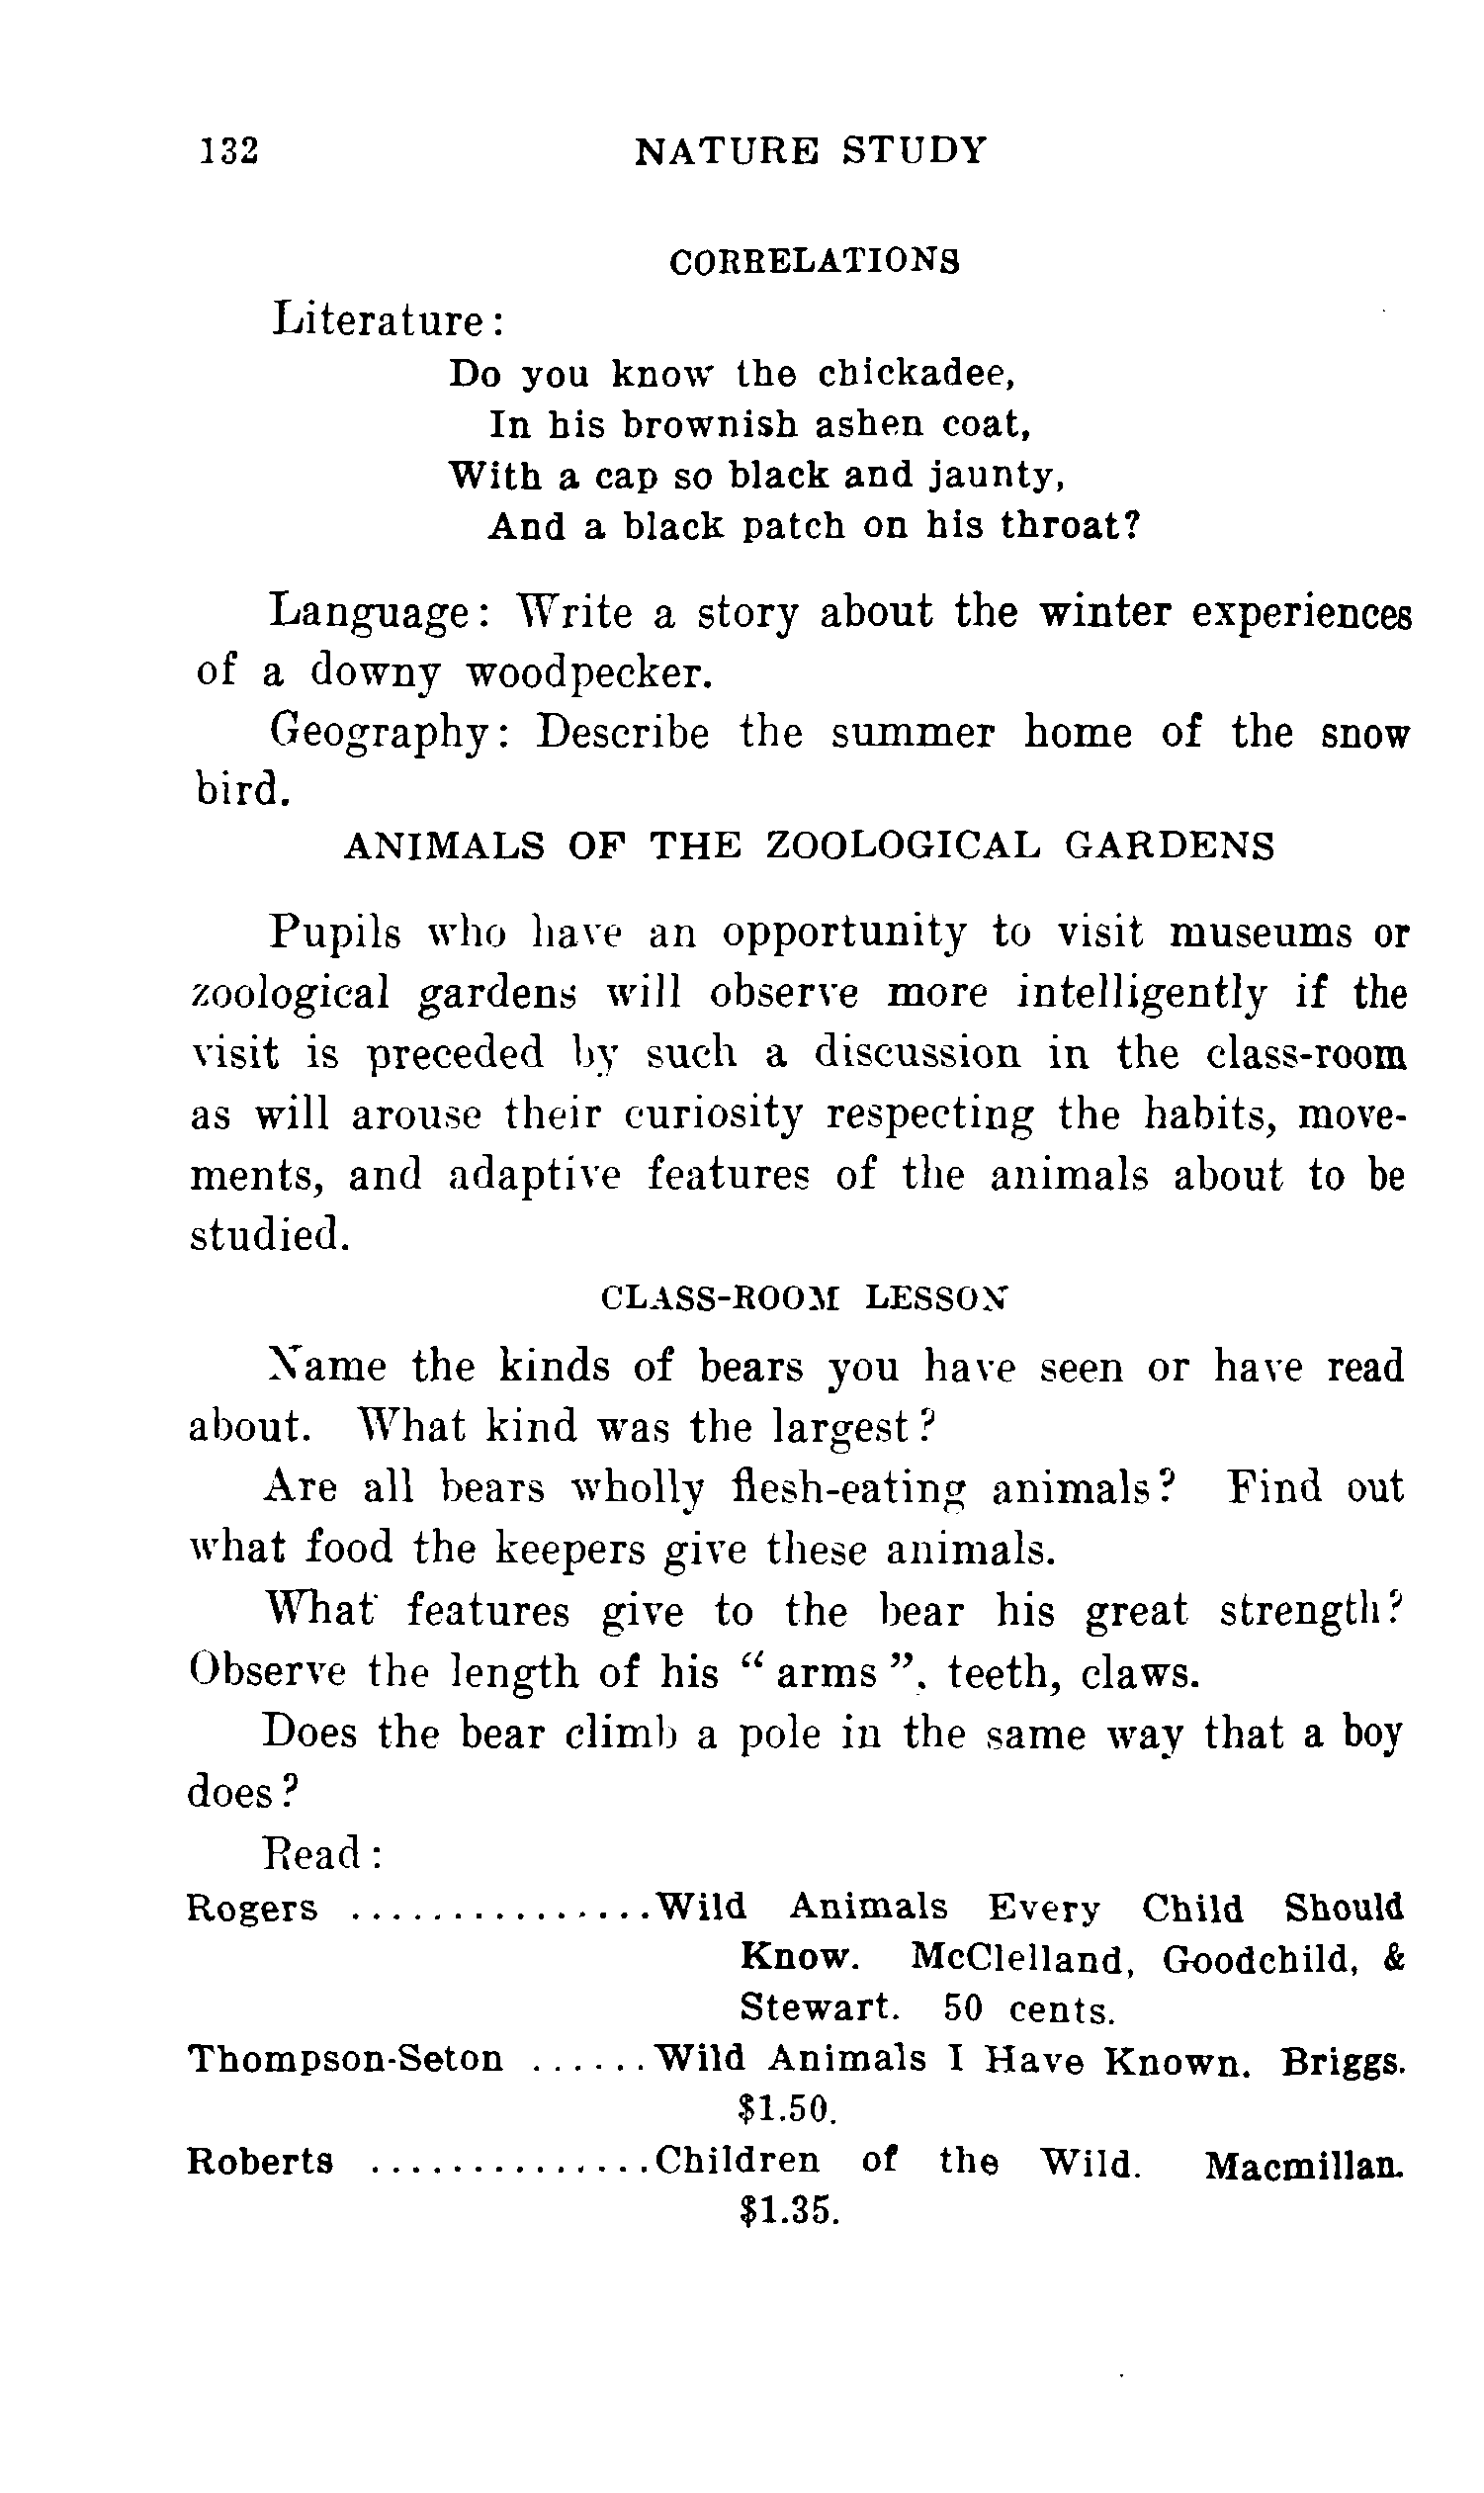 132 NATURE STUDY
CORRELATIONS
Literature:
Do you know the chickadee,
In his brownish ashen coat,
With a cap so black and jaunty,
And a black patch on his throat?
Language: Write a story about the winter experiences
of a downy woodpecker.
Geography: Describe the summer home of the snow
bird.
ANIMALS OF THE ZOOLOGICAL GARDENS
Pupils who have an opportunity to visit museums or
zoological gardens will observe more intelligently if the
visit is preceded by such a discussion in the class-room
as will arouse their curiosity respecting the habits, move-
ments, and adaptive features of the animals about to be
studied.
CLASS-ROOM LESSON
Name the kinds of bears you have seen or have read
about. What kind was the largest?
Are all bears wholly flesh-eating animals? Find out
what food the keepers give these animals.
What features give to the bear his great strength?
Observe the length of his "arms", teeth, claws.
Does the bear climb a pole in the same way that a boy
does?
Read:
Rogers ...............Wild Animals Every Child Should
Know. McClelland, Goodchild, &
Stewart. 50 cents.
Thompson-Seton ......Wild Animals I Have Known. Briggs.
$1.50.
Roberts ..............Children of the Wild. Macmillan.
$1.35.